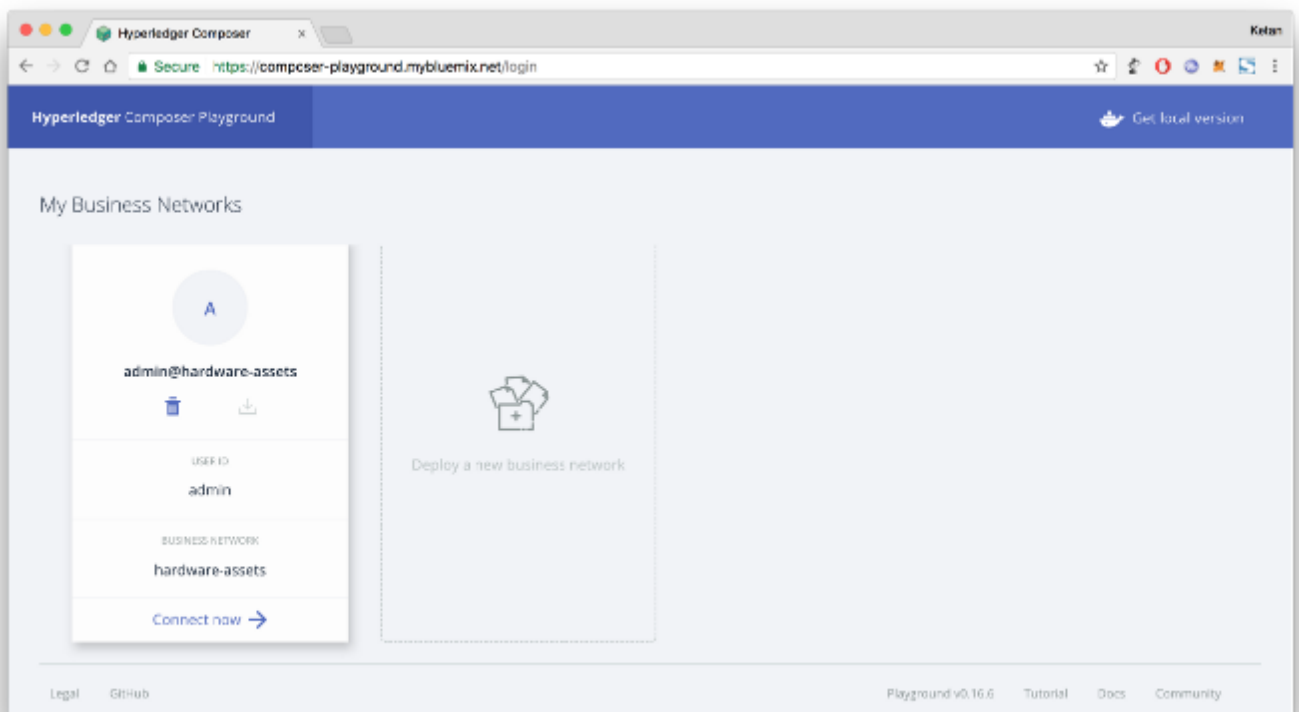 Hyperledger Composer
Ketan
Secure https://composer-playground.mybluemix.net/login
Hyperledger Composer Playground
Get local version
My Business Networks
A
admin@hardware-assets
USER ID
admin
BUSINESS NETWORK
hardware-assets
Connect now
Deploy a new business network
Legal GitHub
Playground v0.16.6 Tutorial Docs Community